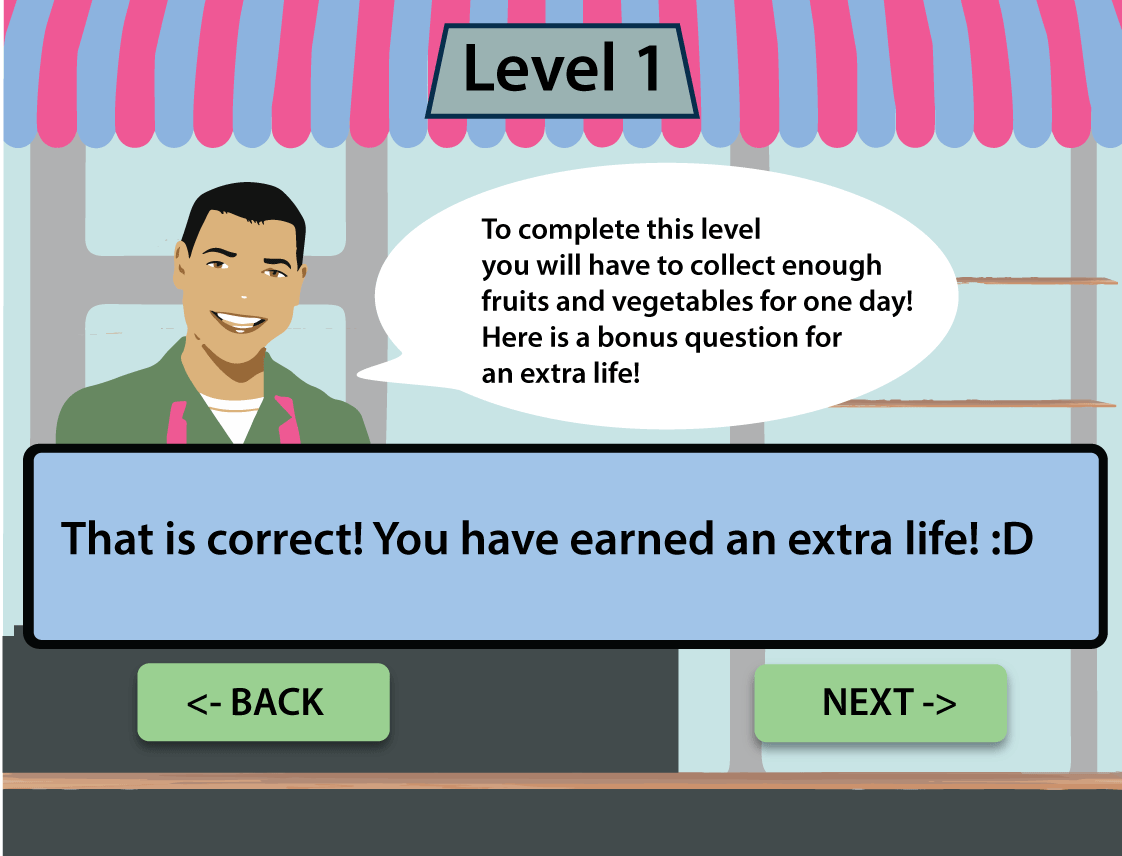 Level 1
To complete this level
you will have to collect enough
fruits and vegetables for one day!
Here is a bonus question for
an extra life!
That is correct! You have earned an extra life! :D
<- BACK
NEXT ->